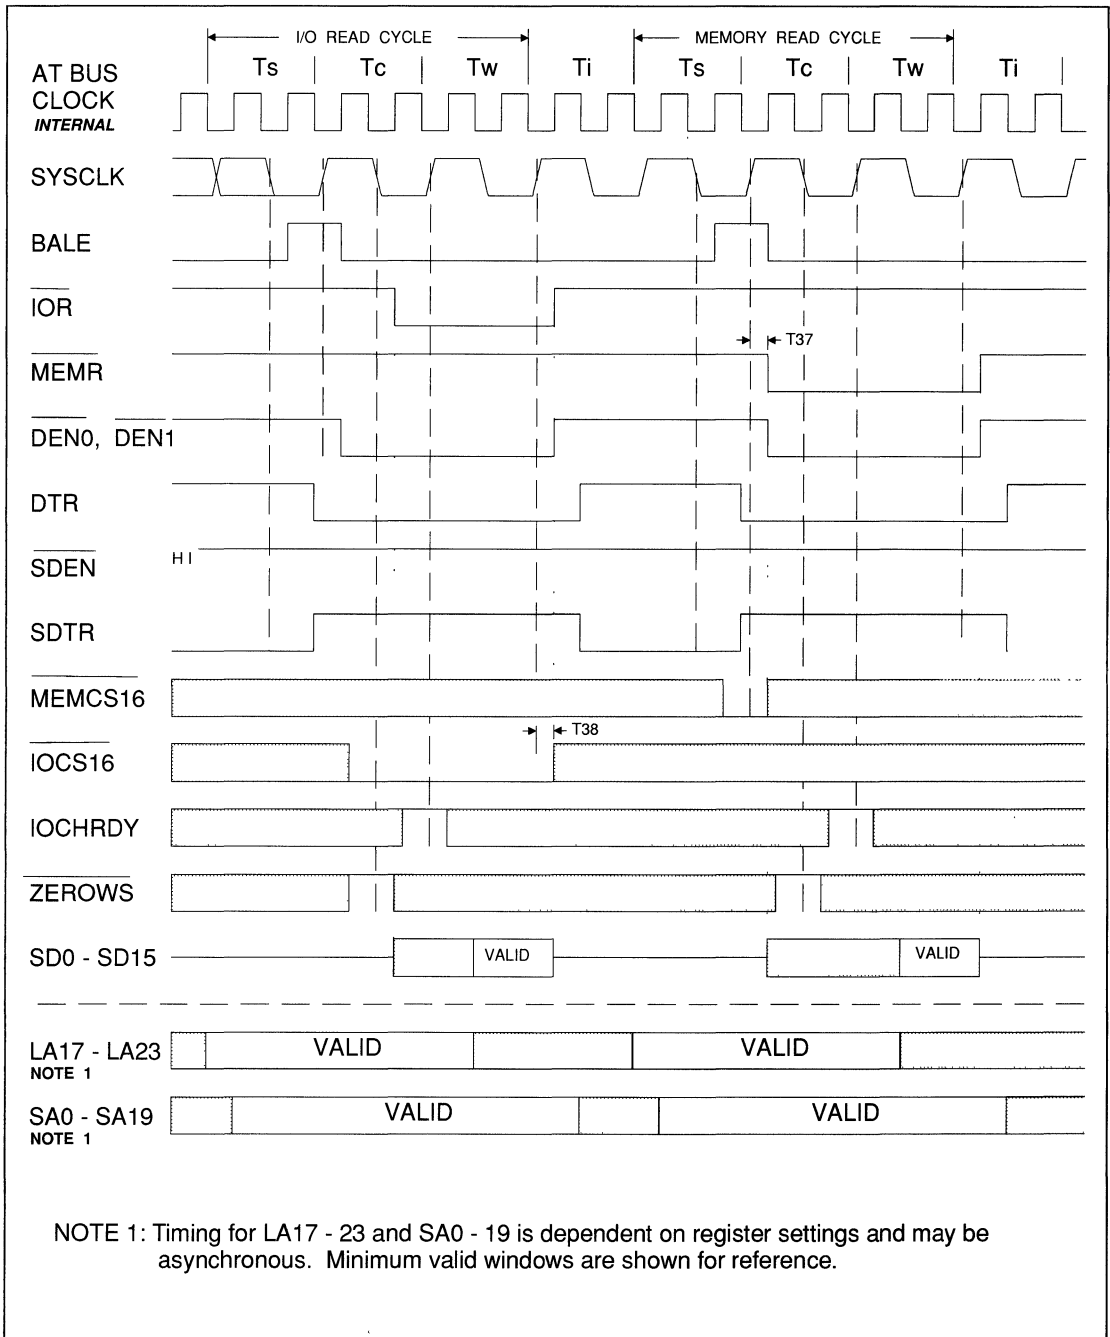 I/O READ CYCLE MEMORY READ CYCLE
Ts Tc Tw Ti Ts Tc Tw Ti
AT BUS
CLOCK
INTERNAL
SYSCLK
BALE
IOR
T37
MEMR
DEN0, DEN1
DTR
HI
SDEN
SDTR
MEMCS16
T38
IOCS16
IOCHRDY
ZEROWS
SD0 - SD15 VALID VALID
LA17 - LA23 VALID VALID
NOTE 1
SA0 - SA19 VALID VALID
NOTE 1
NOTE 1: Timing for LA17 - 23 and SA0 - 19 is dependent on register settings and may be
asynchronous. Minimum valid windows are shown for reference.